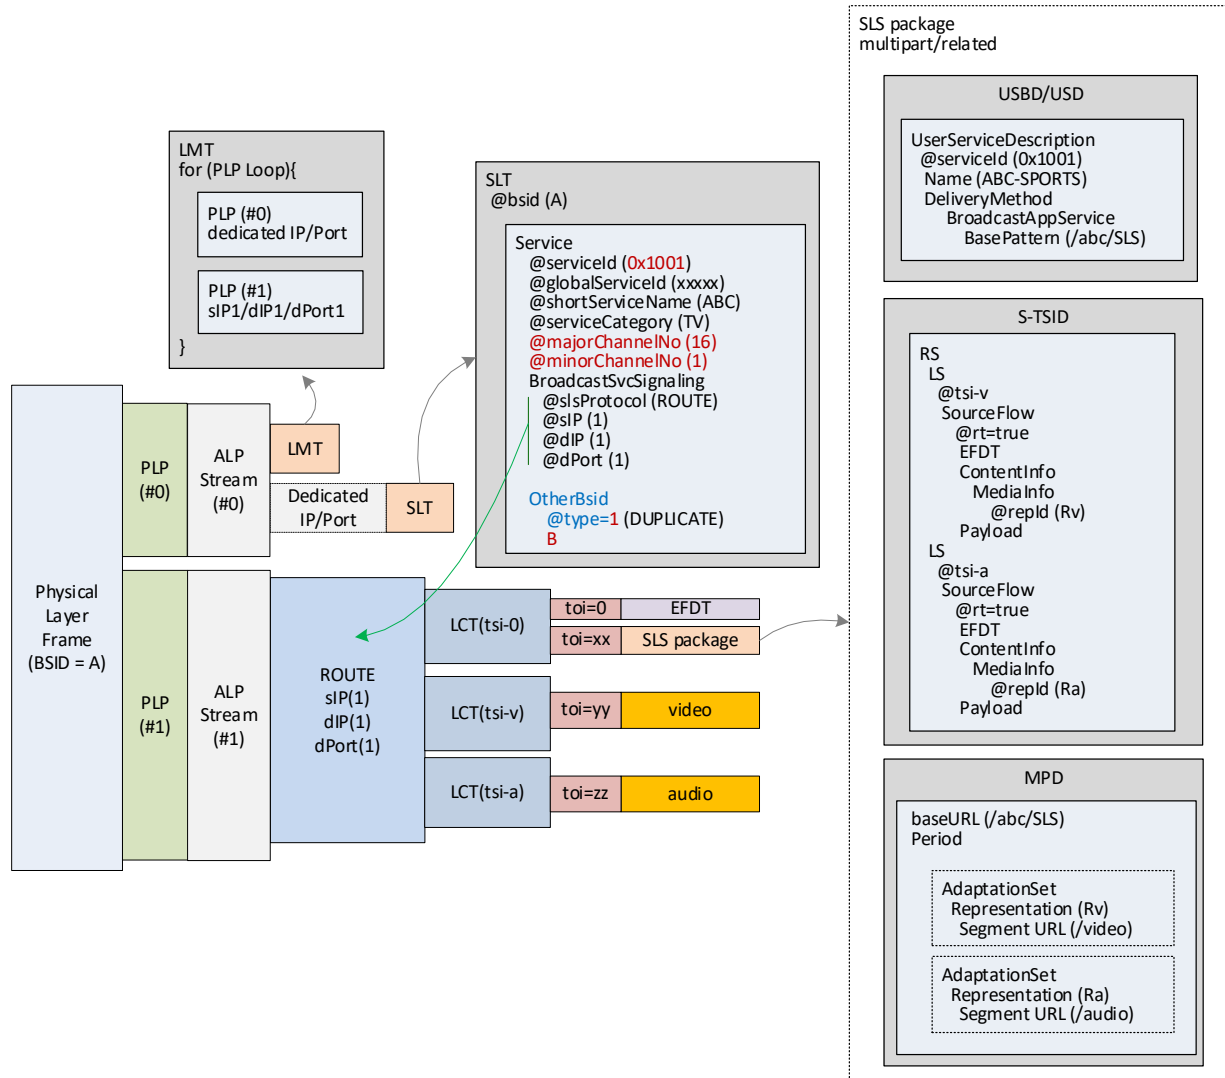 SLS package
multipart/related
USBD/USD
UserServiceDescription
@serviceId (0x1001)
Name (ABC-SPORTS)
DeliveryMethod
BroadcastAppService
BasePattern (/abc/SLS)
LMT
for (PLP Loop){
PLP (#0)
dedicated IP/Port
PLP (#1)
sIP1/dIP1/dPort1
}
SLT
@bsid (A)
Service
@serviceId (0x1001)
@globalServiceId (xxxxx)
@shortServiceName (ABC)
@serviceCategory (TV)
@majorChannelNo (16)
@minorChannelNo (1)
BroadcastSvcSignaling
@slsProtocol (ROUTE)
@sIP (1)
@dIP (1)
@dPort (1)
OtherBsid
@type=1 (DUPLICATE)
B
S-TSID
RS
LS
@tsi-v
SourceFlow
@rt=true
EFDT
ContentInfo
MediaInfo
@repId (Rv)
Payload
LS
@tsi-a
SourceFlow
@rt=true
EFDT
ContentInfo
MediaInfo
@repId (Ra)
Payload
Physical
Layer
Frame
(BSID = A)
PLP
(#0)
ALP
Stream
(#0)
LMT
Dedicated
IP/Port
SLT
PLP
(#1)
ALP
Stream
(#1)
ROUTE
sIP(1)
dIP(1)
dPort(1)
LCT(tsi-0)
toi=0
EFDT
toi=xx
SLS package
LCT(tsi-v)
toi=yy
video
LCT(tsi-a)
toi=zz
audio
MPD
baseURL (/abc/SLS)
Period
AdaptationSet
Representation (Rv)
Segment URL (/video)
AdaptationSet
Representation (Ra)
Segment URL (/audio)